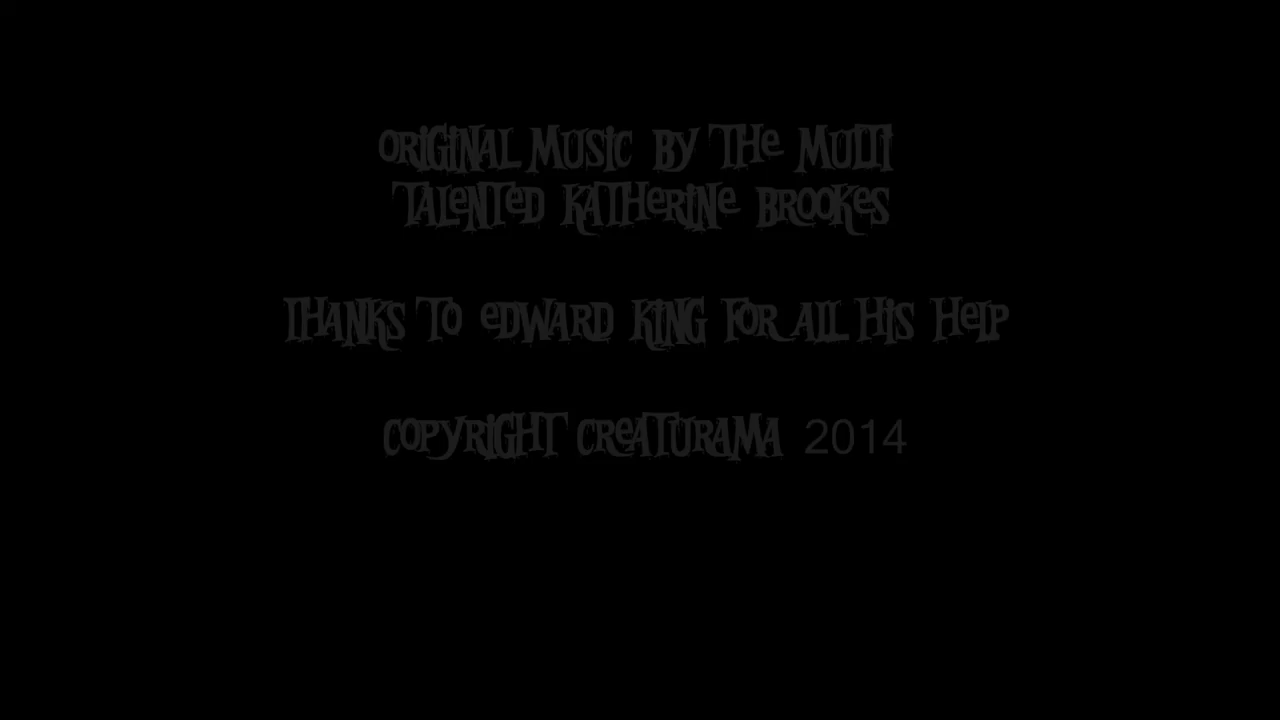 ORIGINAL MUSIC BY THE MULTI
TALENTED KATHERINE BROOKES
THANKS TO EDWARD KING FOR ALL HIS HELP
COPYRIGHT CREATURAMA 2014